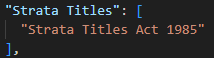 "Strata Titles": [
"Strata Titles Act 1985"
],